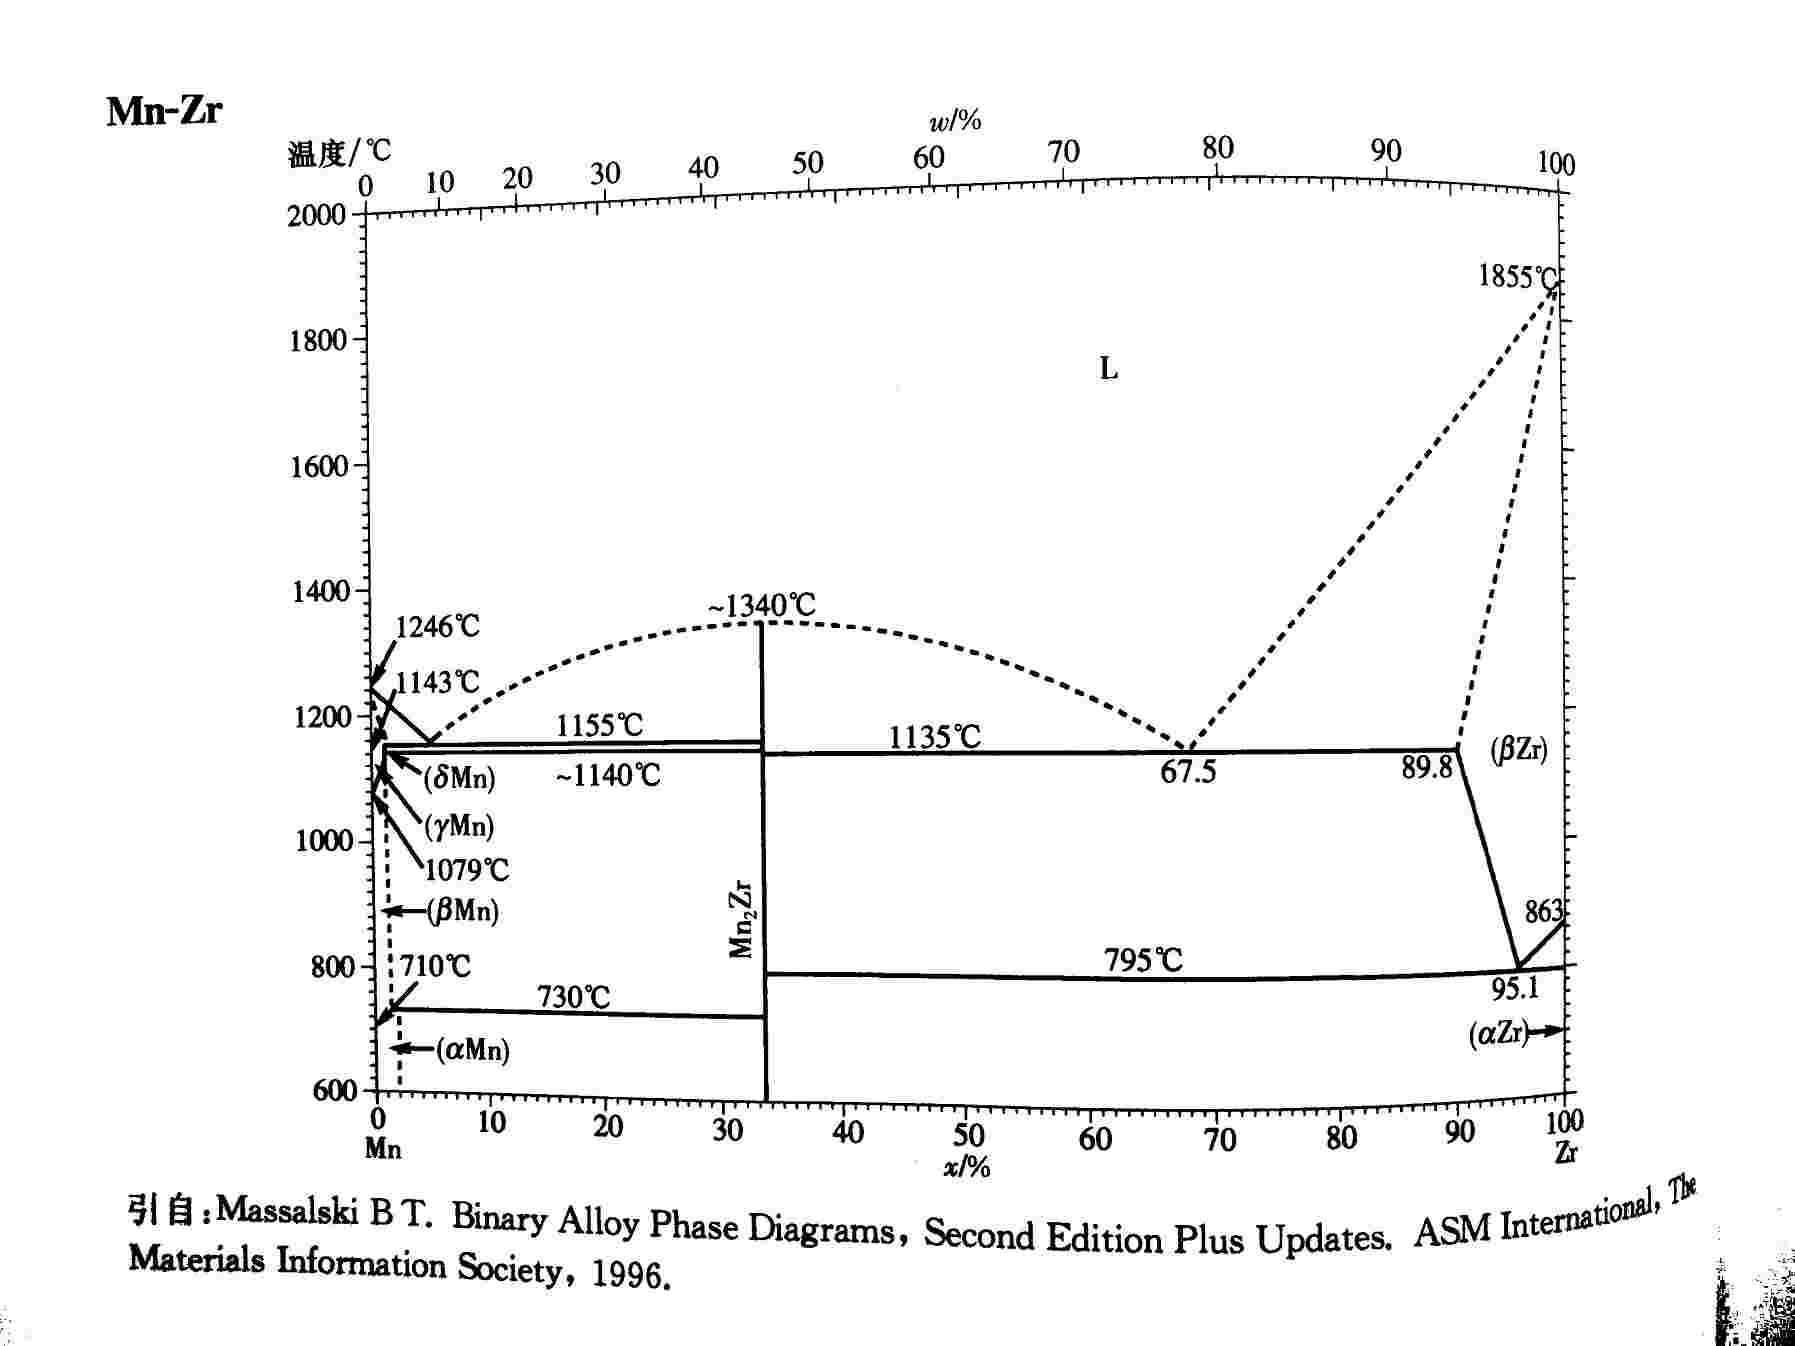 Mn-Zr
w/%
温度/℃
0 10 20 30 40 50 60 70 80 90 100
2000
1855℃
1800
L
1600
1400
~1340℃
1246℃
1143℃
1200
1155℃
1135℃
(βZr)
(δMn)
~1140℃
67.5
89.8
(γMn)
1000
1079℃
Mn₂Zr
(βMn)
863
800
710℃
795℃
730℃
95.1
(αMn)
(αZr)
600
0 10 20 30 40 50 60 70 80 90 100
Mn
x/%
Zr
引自:Massalski B T. Binary Alloy Phase Diagrams, Second Edition Plus Updates. ASM International, The
Materials Information Society, 1996.